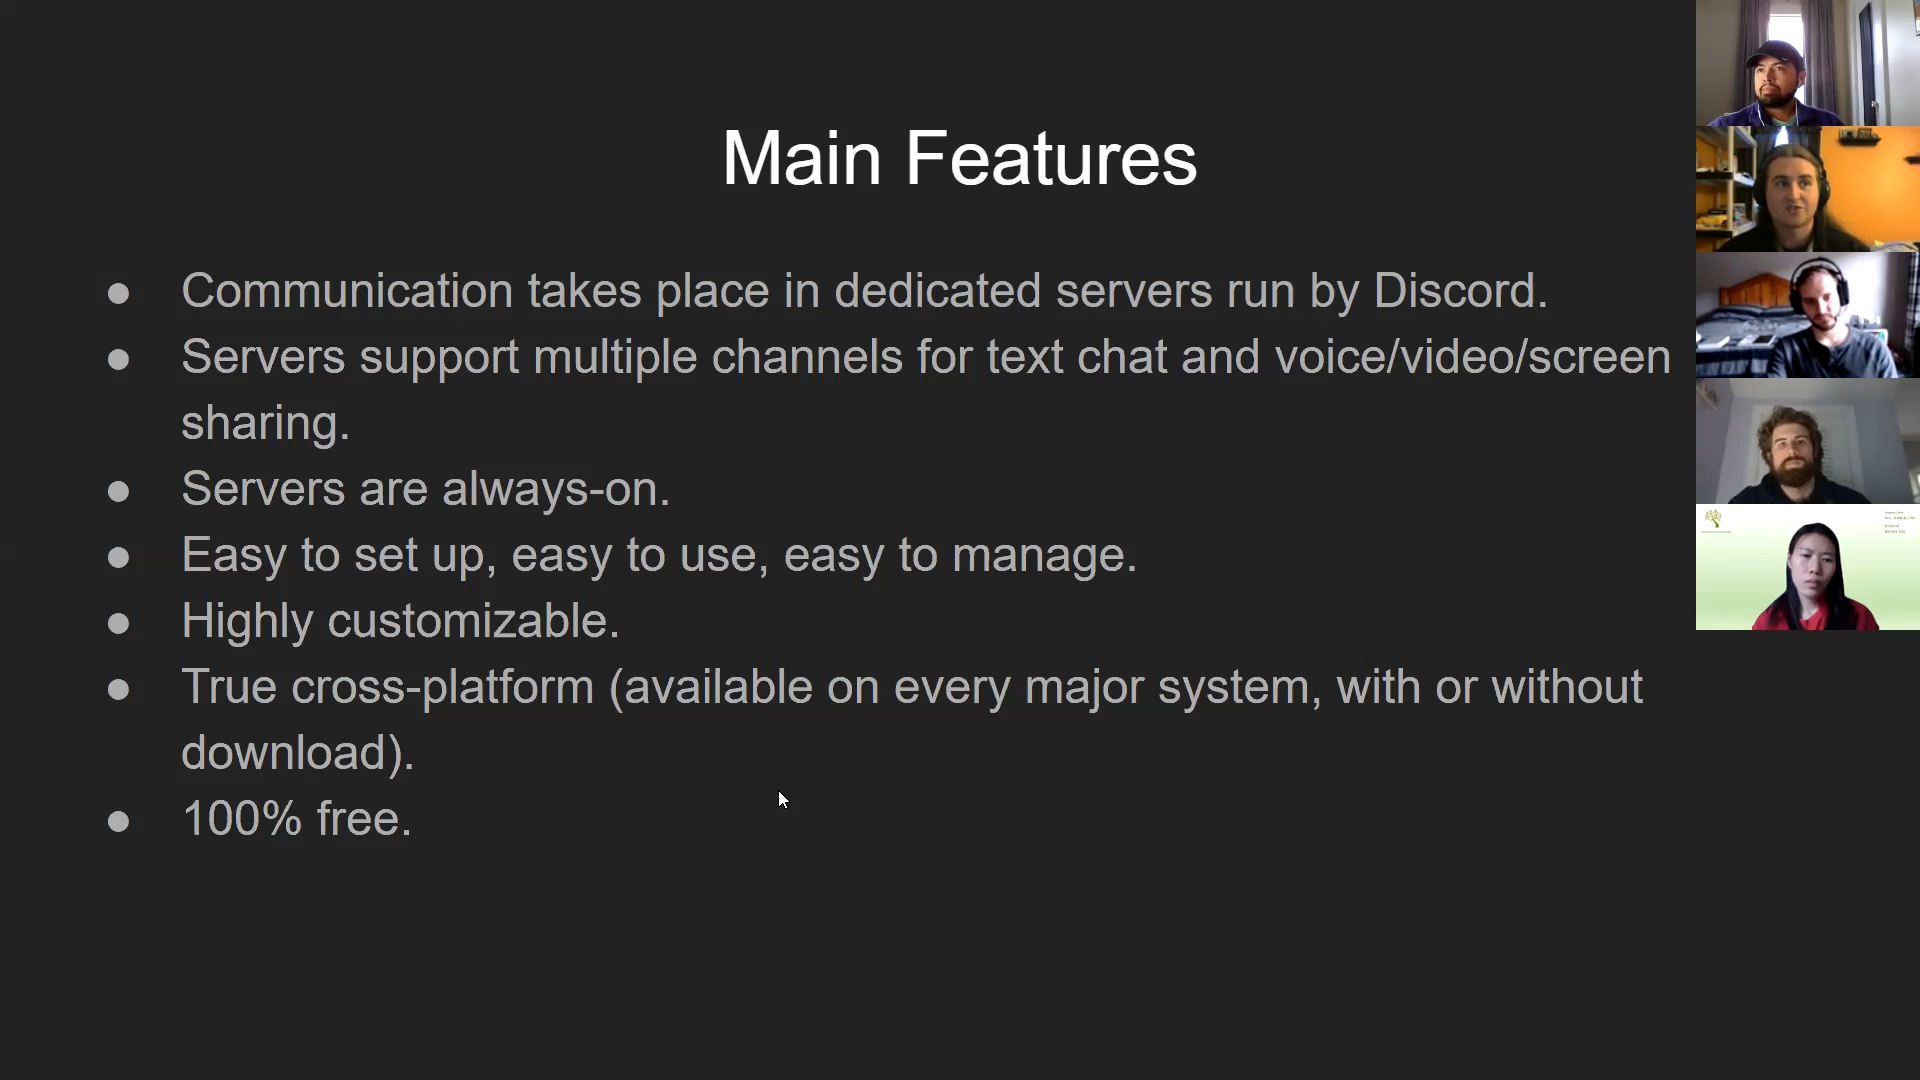 Main Features
● Communication takes place in dedicated servers run by Discord.
● Servers support multiple channels for text chat and voice/video/screen
sharing.
● Servers are always-on.
● Easy to set up, easy to use, easy to manage.
● Highly customizable.
● True cross-platform (available on every major system, with or without
download).
● 100% free.